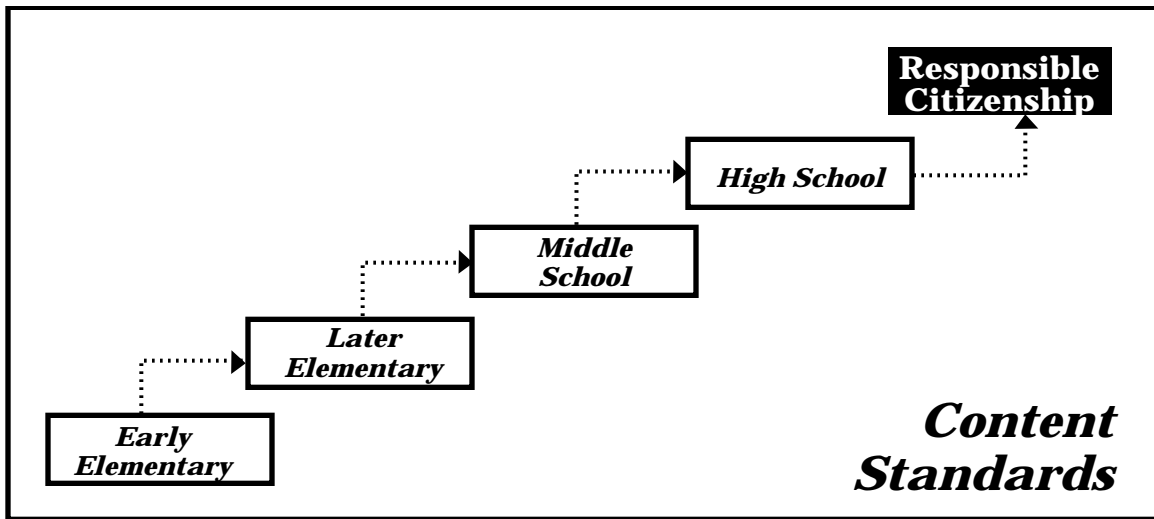 Responsible
Citizenship
High School
Middle
School
Later
Elementary
Early
Elementary
Content
Standards